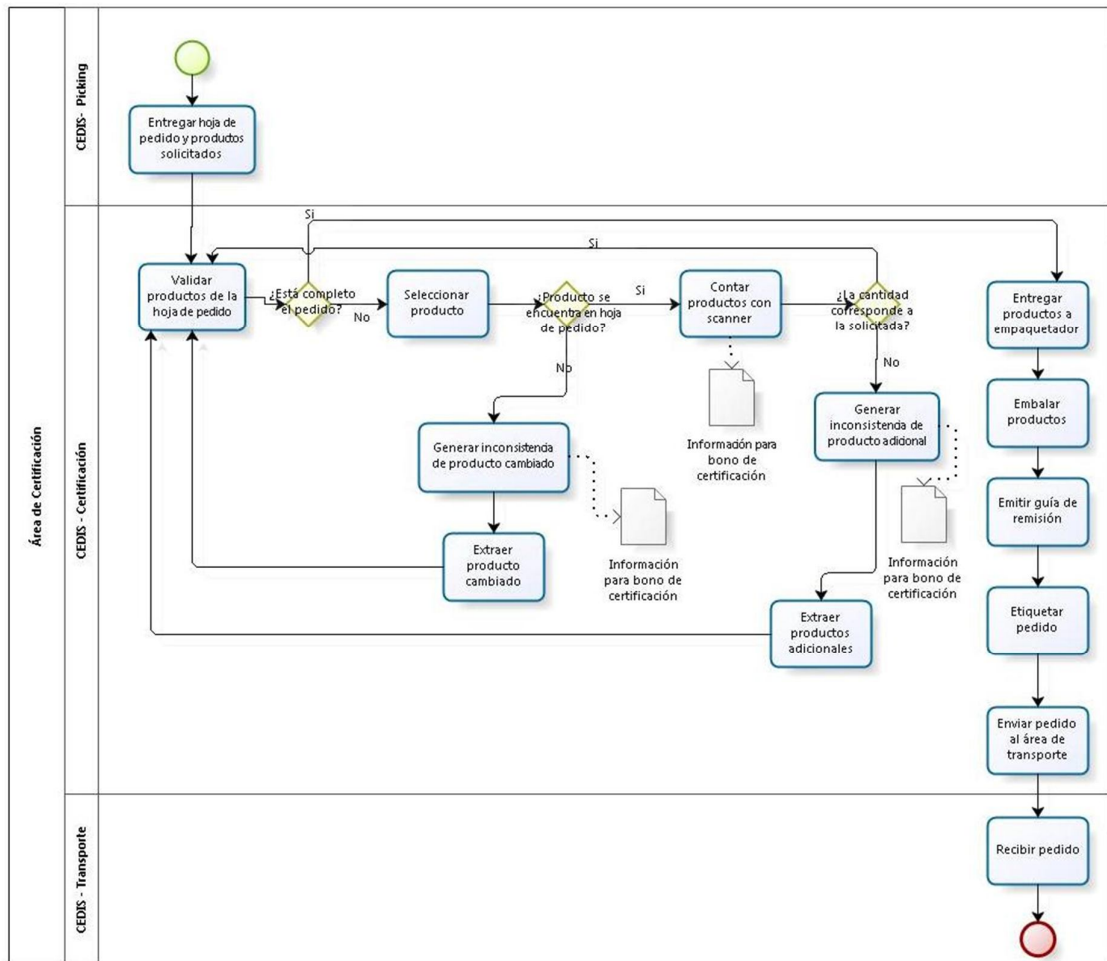 Área de Certificación
CEDIS- Picking
Entregar hoja de
pedido y productos
solicitados
CEDIS - Certificación
Validar
productos de la
hoja de pedido
¿Está completo
el pedido?
Si
No
Seleccionar
producto
¿Producto se
encuentra en hoja
de pedido?
Si
No
Contar
productos con
scanner
Información para
bono de
certificación
¿La cantidad
corresponde a
la solicitada?
Si
No
Generar inconsistencia
de producto cambiado
Información
para bono de
certificación
Extraer
producto
cambiado
Generar
inconsistencia de
producto adicional
Información
para bono de
certificación
Extraer
productos
adicionales
Entregar
productos a
empaquetador
Embalar
productos
Emitir guía de
remisión
Etiquetar
pedido
Enviar pedido
al área de
transporte
CEDIS - Transporte
Recibir pedido